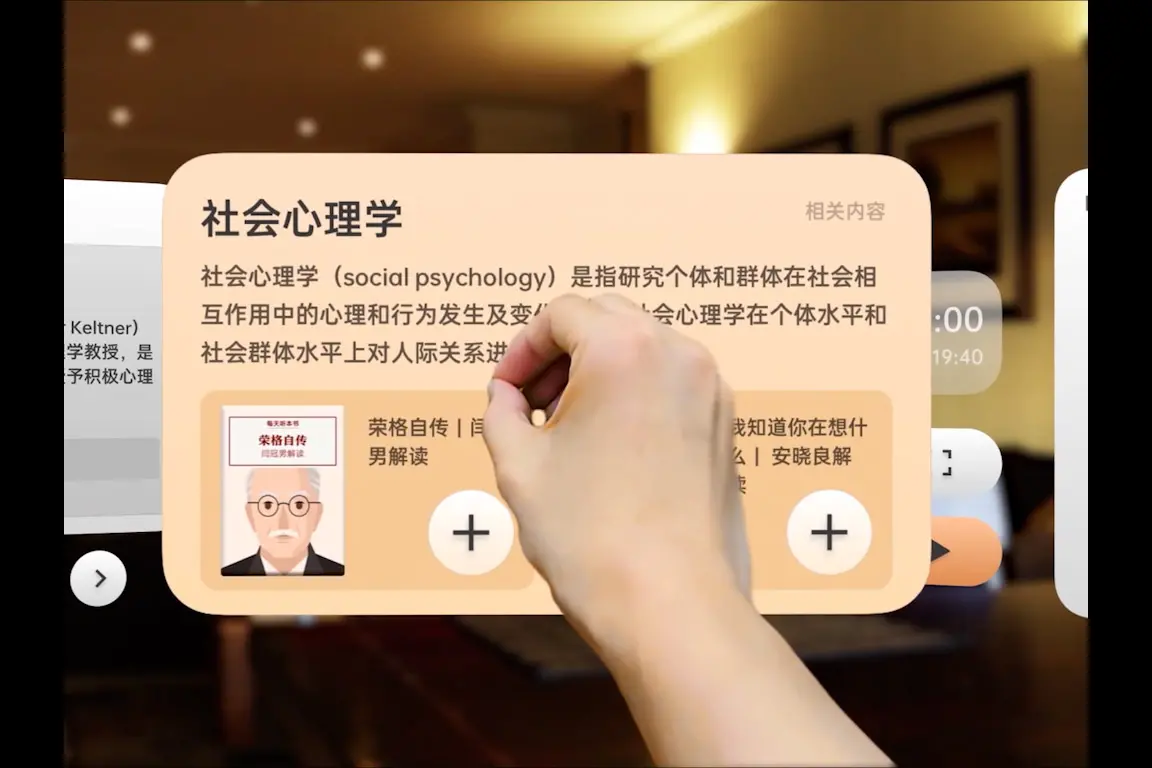 社会心理学
相关内容
社会心理学（social psychology）是指研究个体和群体在社会相
互作用中的心理和行为发生及变
会心理学在个体水平和
社会群体水平上对人际关系进
Keltner）
学教授，是
予积极心理
每天听本书
荣格自传
闫冠男解读
荣格自传 | 闫
男解读
我知道你在想什
么 | 安晓良解
读
:00
19:40